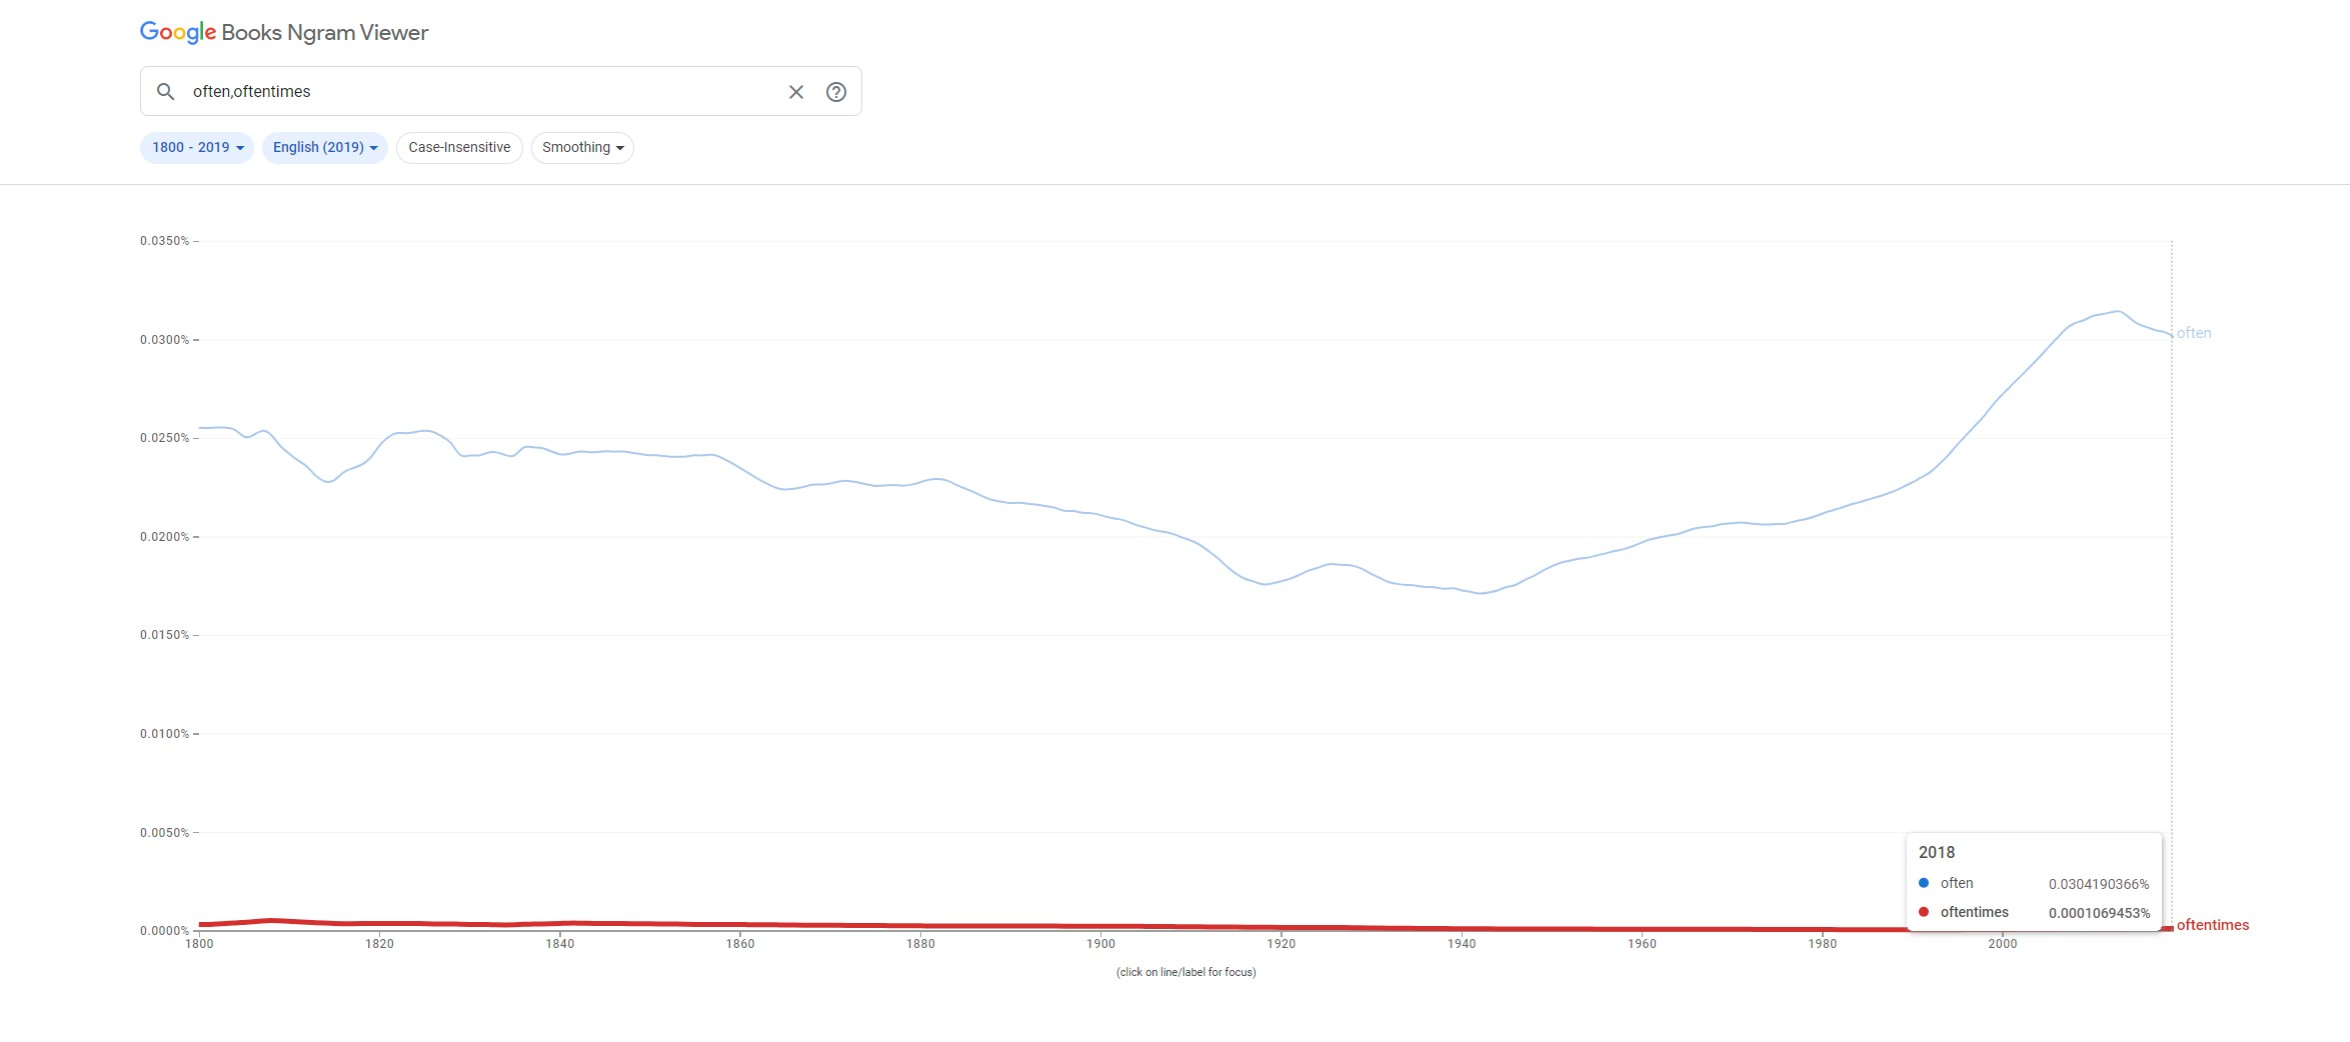 Google Books Ngram Viewer
often,oftentimes
1800 - 2019 English (2019) Case-Insensitive Smoothing
0.0350%
0.0300%
often
0.0250%
0.0200%
0.0150%
0.0100%
0.0050%
2018
often 0.0304190366%
oftentimes 0.0001069453%
oftentimes
0.0000%
1800 1820 1840 1860 1880 1900 1920 1940 1960 1980 2000
(click on line/label for focus)